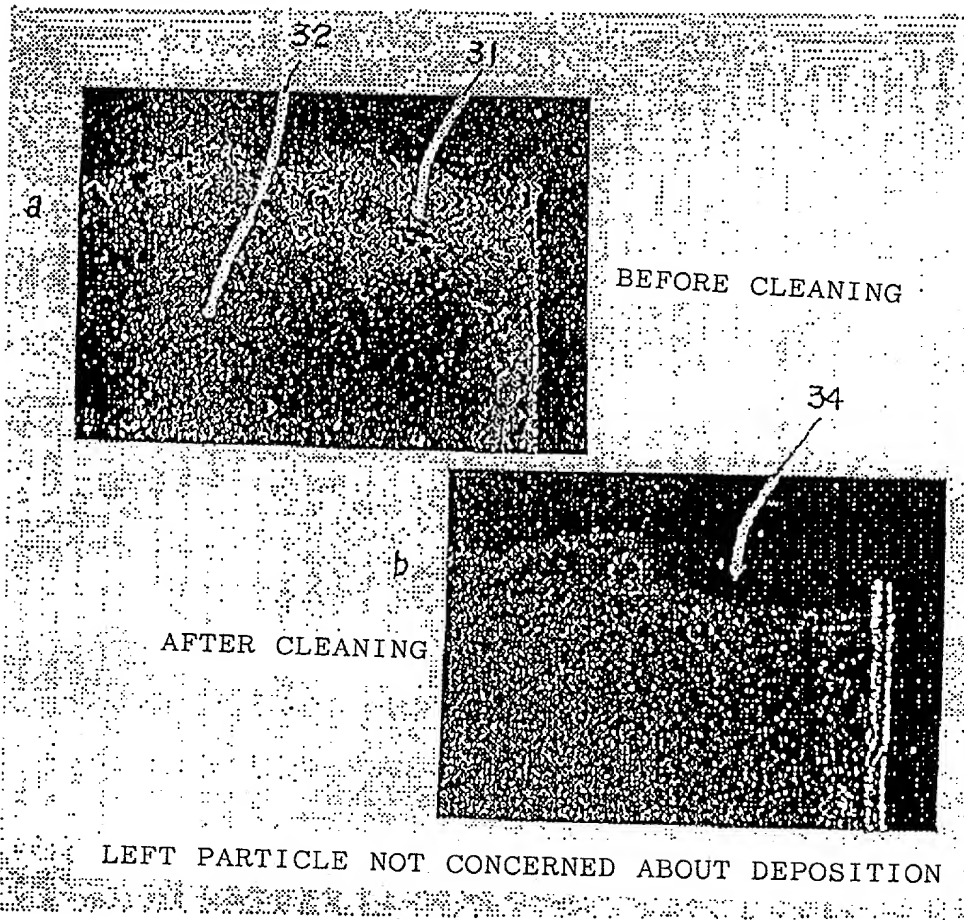 32
31
a
BEFORE CLEANING
34
b
AFTER CLEANING
LEFT PARTICLE NOT CONCERNED ABOUT DEPOSITION